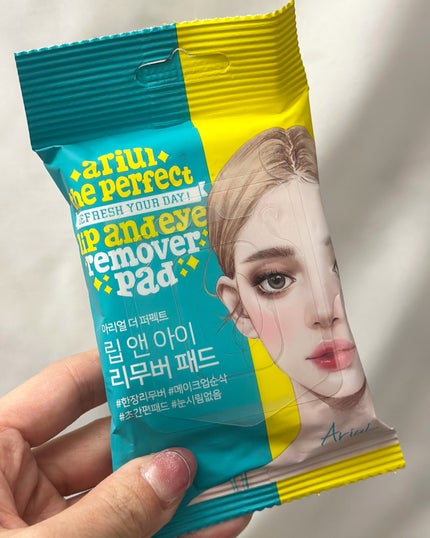 ariul
the perfect
REFRESH YOUR DAY!
lip and eye
remover
pad
아리얼 더 퍼펙트
립 앤 아이
리무버 패드
#한장리무버 #메이크업순삭
#초간편패드 #눈시림없음
Ariul